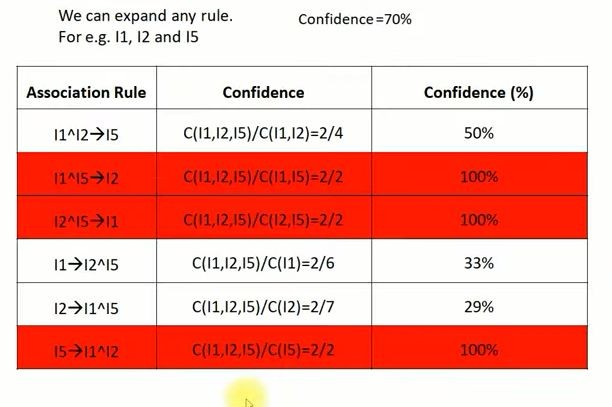 We can expand any rule.
For e.g. I1, I2 and I5
Confidence=70%
Association Rule Confidence Confidence (%)
I1^I2→I5 C(I1,I2,I5)/C(I1,I2)=2/4 50%
I1^I5→I2 C(I1,I2,I5)/C(I1,I5)=2/2 100%
I2^I5→I1 C(I1,I2,I5)/C(I2,I5)=2/2 100%
I1→I2^I5 C(I1,I2,I5)/C(I1)=2/6 33%
I2→I1^I5 C(I1,I2,I5)/C(I2)=2/7 29%
I5→I1^I2 C(I1,I2,I5)/C(I5)=2/2 100%